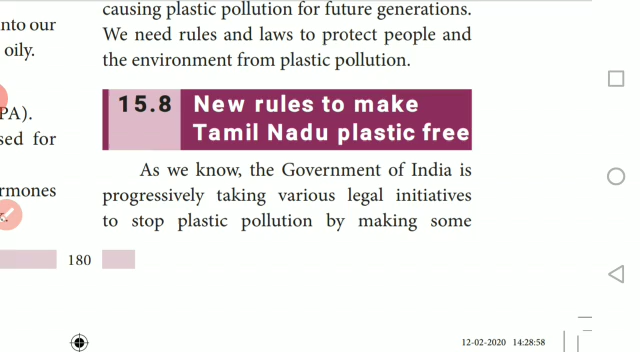 nto our
oily.
PA).
sed for
rmones
causing plastic pollution for future generations.
We need rules and laws to protect people and
the environment from plastic pollution.
15.8 New rules to make
Tamil Nadu plastic free
As we know, the Government of India is
progressively taking various legal initiatives
to stop plastic pollution by making some
180
12-02-2020 14:28:58